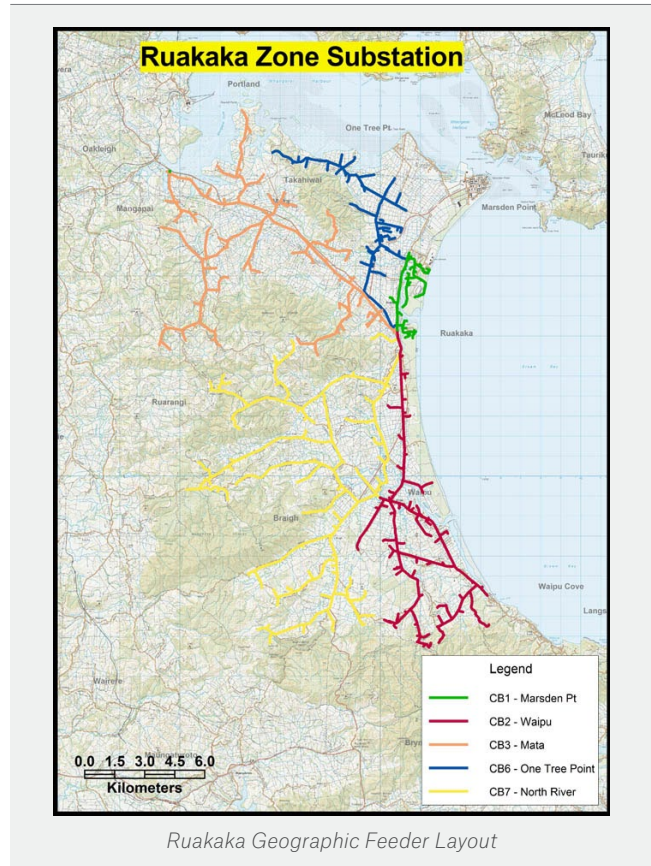 Ruakaka Zone Substation
Portland
McLeod Bay
One Tree Pt
Oakleigh
Takahiwai
Mangapai
Marsden Point
Ruakaka
Ruarangi
Waipu
Braigh
Waipu Cove
Langs
Wairere
Legend
CB1 - Marsden Pt
CB2 - Waipu
CB3 - Mata
CB6 - One Tree Point
CB7 - North River
0.0 1.5 3.0 4.5 6.0
Kilometers
Ruakaka Geographic Feeder Layout